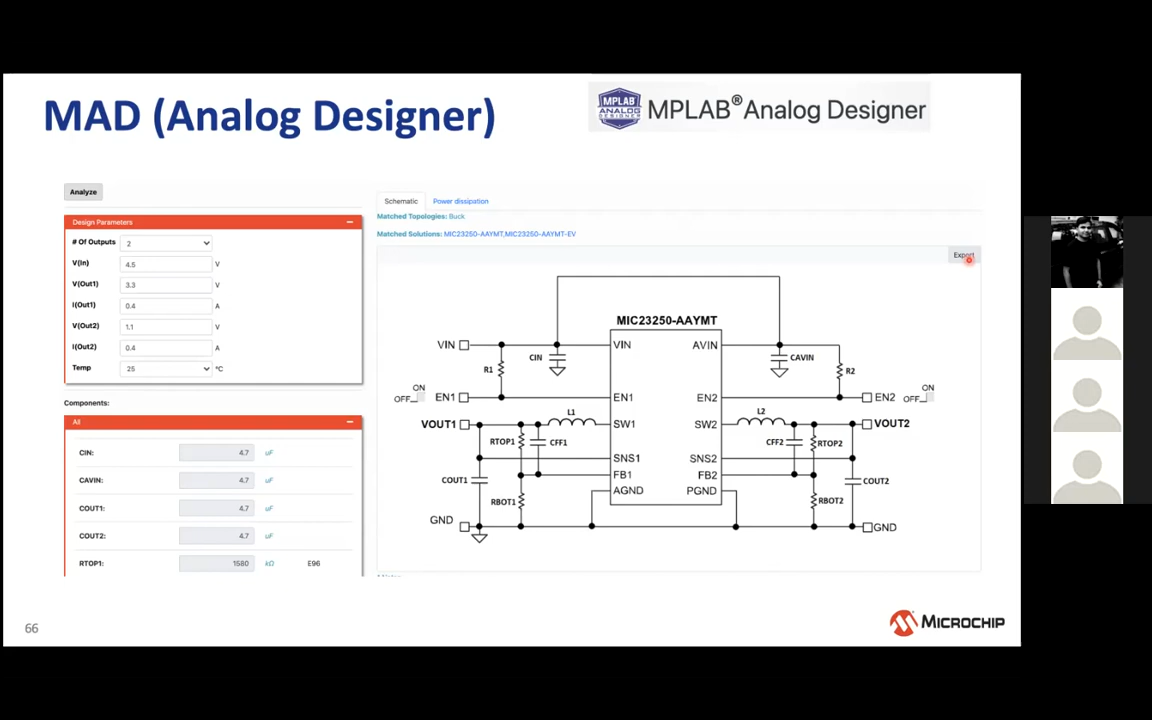 MAD (Analog Designer)
MPLAB ANALOG DESIGNER
MPLAB® Analog Designer
Analyze
Design Parameters
# Of Outputs 2
V(In) 4.5 V
V(Out1) 3.3 V
I(Out1) 0.4 A
V(Out2) 1.1 V
I(Out2) 0.4 A
Temp 25 °C
Components:
All
CIN: 4.7 uF
CAVIN: 4.7 uF
COUT1: 4.7 uF
COUT2: 4.7 uF
RTOP1: 1580 kΩ E96
Schematic Power dissipation
Matched Topologies: Buck
Matched Solutions: MIC23250-AAYMT,MIC23250-AAYMT-EV
Export
MIC23250-AAYMT
VIN CIN VIN AVIN CAVIN
R1 R2
ON ON
OFF EN1 EN1 EN2 EN2 OFF
L1 L2
VOUT1 SW1 SW2 VOUT2
RTOP1 CFF1 CFF2 RTOP2
SNS1 SNS2
COUT1 FB1 FB2 COUT2
AGND PGND
RBOT1 RBOT2
GND GND
66
MICROCHIP